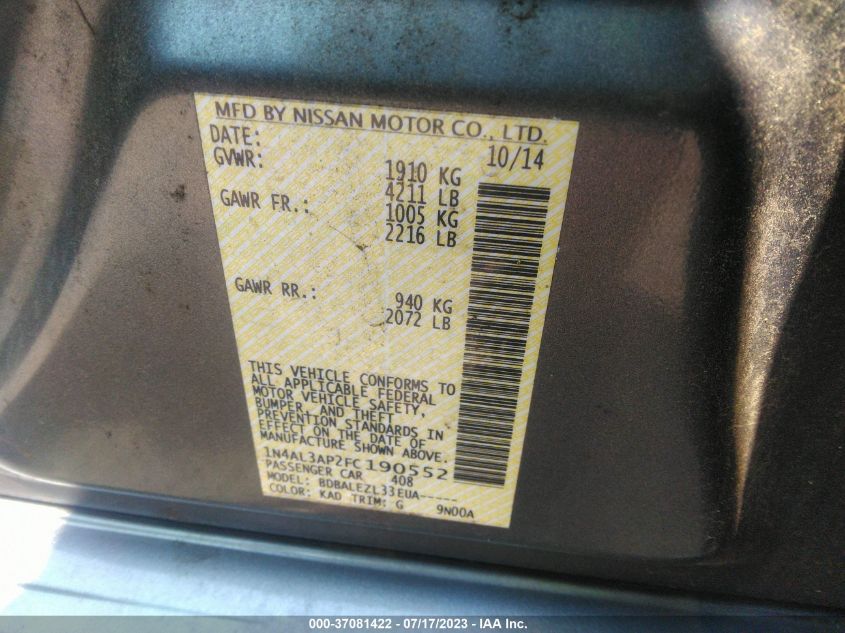 MFD BY NISSAN MOTOR CO., LTD.
DATE: 10/14
GVWR: 1910 KG
4211 LB
GAWR FR.: 1005 KG
2216 LB
GAWR RR.: 940 KG
2072 LB
THIS VEHICLE CONFORMS TO
ALL APPLICABLE FEDERAL
MOTOR VEHICLE SAFETY,
BUMPER, AND THEFT
PREVENTION STANDARDS IN
EFFECT ON THE DATE OF
MANUFACTURE SHOWN ABOVE.
1N4AL3AP2FC190552
PASSENGER CAR 408
MODEL: BDBALEZL33EUA-----
COLOR: KAD TRIM: G 9N00A
000-37081422 - 07/17/2023 - IAA Inc.